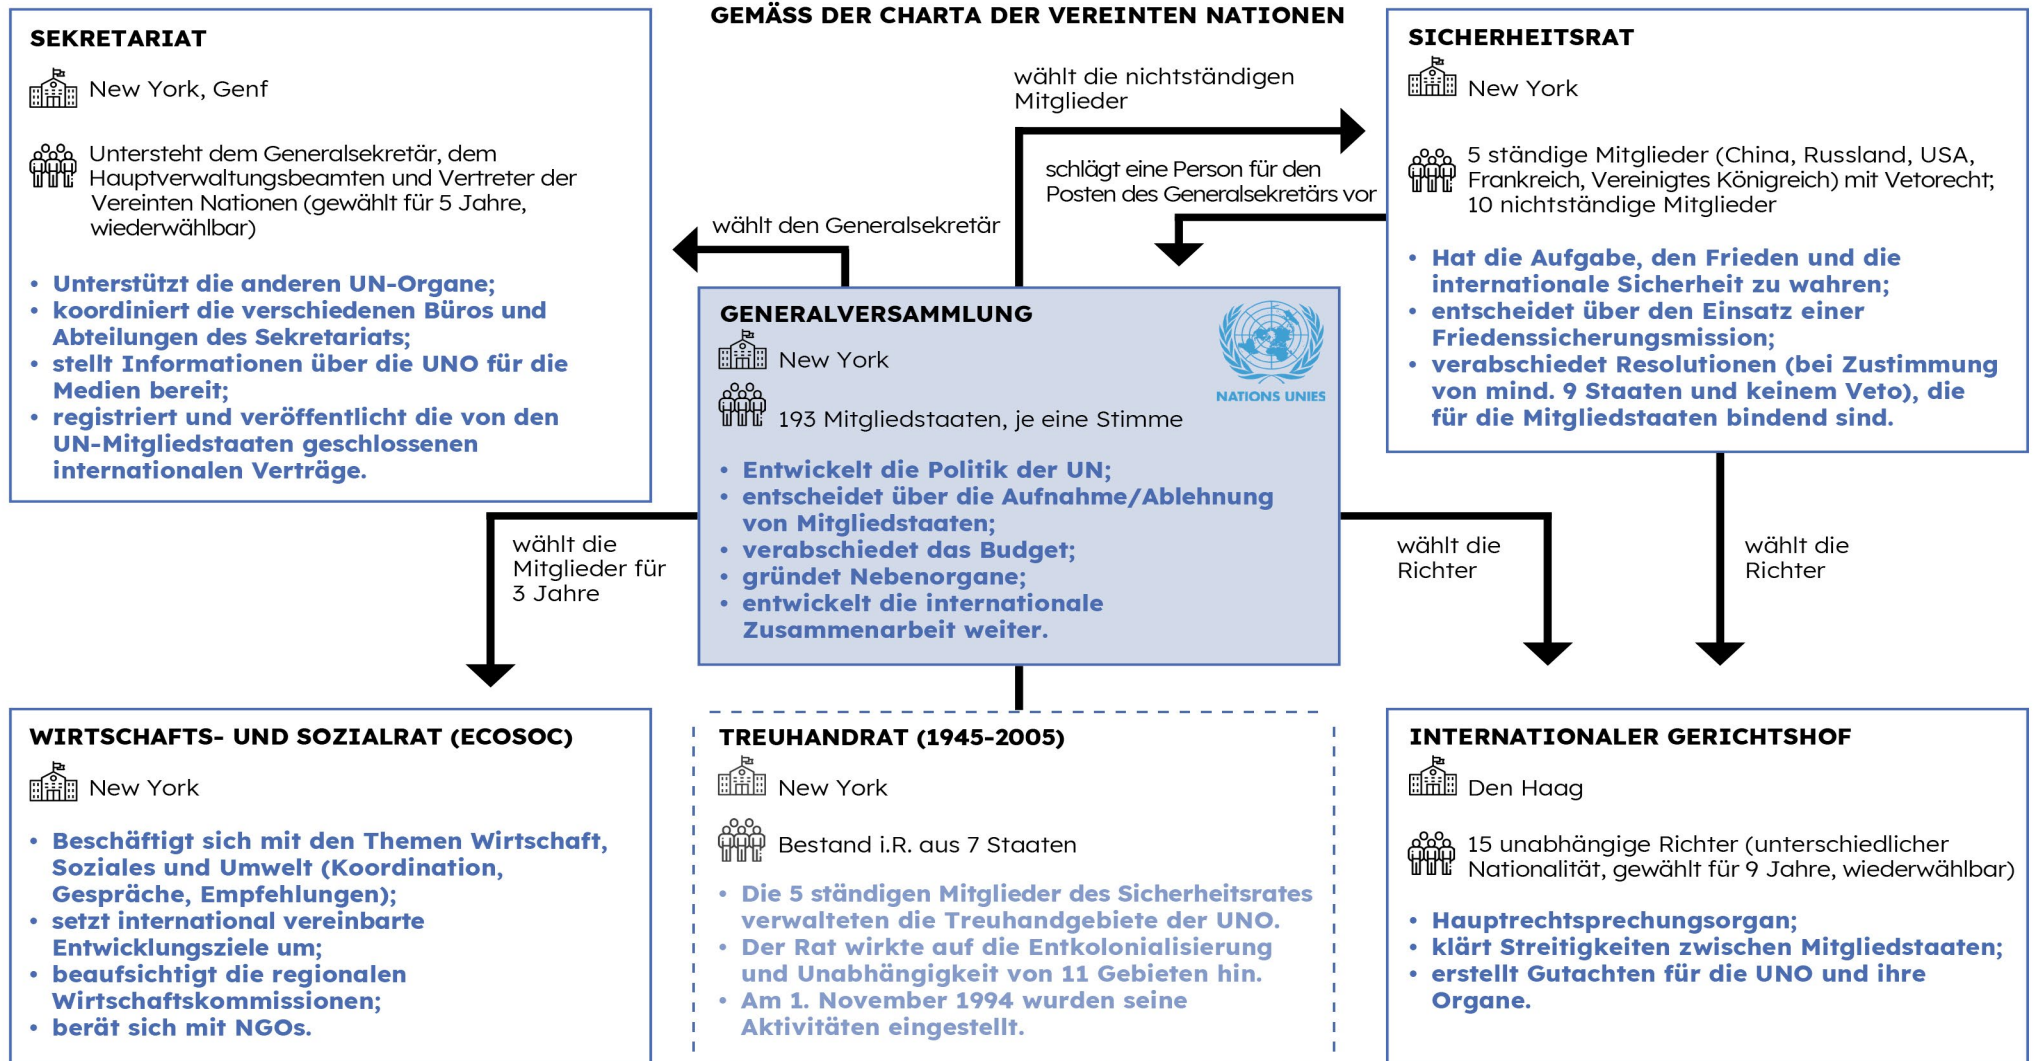 GEMÄSS DER CHARTA DER VEREINTEN NATIONEN
SEKRETARIAT
New York, Genf
Untersteht dem Generalsekretär, dem
Hauptverwaltungsbeamten und Vertreter der
Vereinten Nationen (gewählt für 5 Jahre,
wiederwählbar)
• Unterstützt die anderen UN-Organe;
• koordiniert die verschiedenen Büros und
Abteilungen des Sekretariats;
• stellt Informationen über die UNO für die
Medien bereit;
• registriert und veröffentlicht die von den
UN-Mitgliedstaaten geschlossenen
internationalen Verträge.
wählt die nichtständigen
Mitglieder
schlägt eine Person für den
Posten des Generalsekretärs vor
wählt den Generalsekretär
SICHERHEITSRAT
New York
5 ständige Mitglieder (China, Russland, USA,
Frankreich, Vereinigtes Königreich) mit Vetorecht;
10 nichtständige Mitglieder
• Hat die Aufgabe, den Frieden und die
internationale Sicherheit zu wahren;
• entscheidet über den Einsatz einer
Friedenssicherungsmission;
• verabschiedet Resolutionen (bei Zustimmung
von mind. 9 Staaten und keinem Veto), die
für die Mitgliedstaaten bindend sind.
GENERALVERSAMMLUNG
New York
193 Mitgliedstaaten, je eine Stimme
NATIONS UNIES
• Entwickelt die Politik der UN;
• entscheidet über die Aufnahme/Ablehnung
von Mitgliedstaaten;
• verabschiedet das Budget;
• gründet Nebenorgane;
• entwickelt die internationale
Zusammenarbeit weiter.
wählt die
Mitglieder für
3 Jahre
wählt die
Richter
wählt die
Richter
WIRTSCHAFTS- UND SOZIALRAT (ECOSOC)
New York
• Beschäftigt sich mit den Themen Wirtschaft,
Soziales und Umwelt (Koordination,
Gespräche, Empfehlungen);
• setzt international vereinbarte
Entwicklungsziele um;
• beaufsichtigt die regionalen
Wirtschaftskommissionen;
• berät sich mit NGOs.
TREUHANDRAT (1945-2005)
New York
Bestand i.R. aus 7 Staaten
• Die 5 ständigen Mitglieder des Sicherheitsrates
verwalteten die Treuhandgebiete der UNO.
• Der Rat wirkte auf die Entkolonialisierung
und Unabhängigkeit von 11 Gebieten hin.
• Am 1. November 1994 wurden seine
Aktivitäten eingestellt.
INTERNATIONALER GERICHTSHOF
Den Haag
15 unabhängige Richter (unterschiedlicher
Nationalität, gewählt für 9 Jahre, wiederwählbar)
• Hauptrechtsprechungsorgan;
• klärt Streitigkeiten zwischen Mitgliedstaaten;
• erstellt Gutachten für die UNO und ihre
Organe.